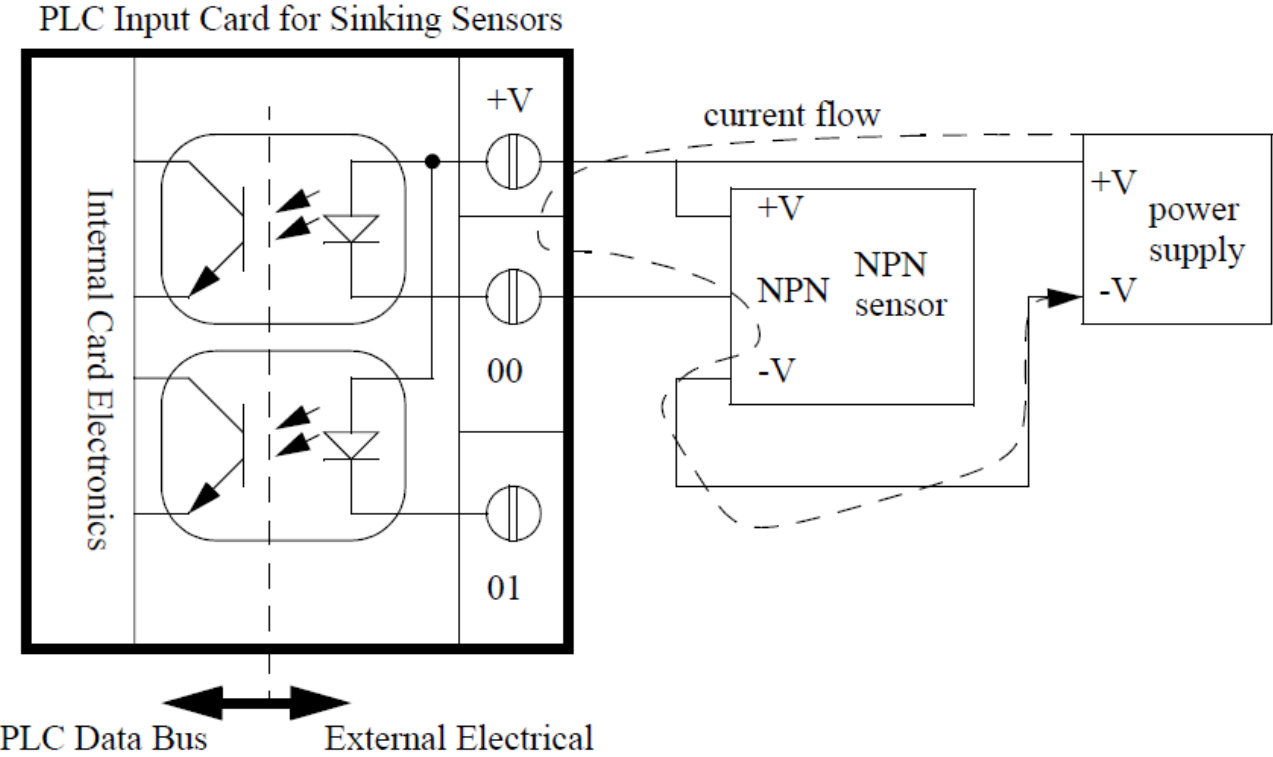 PLC Input Card for Sinking Sensors
+V
current flow
+V
+V
power
supply
NPN
NPN
sensor
-V
00
-V
Internal Card Electronics
01
PLC Data Bus
External Electrical